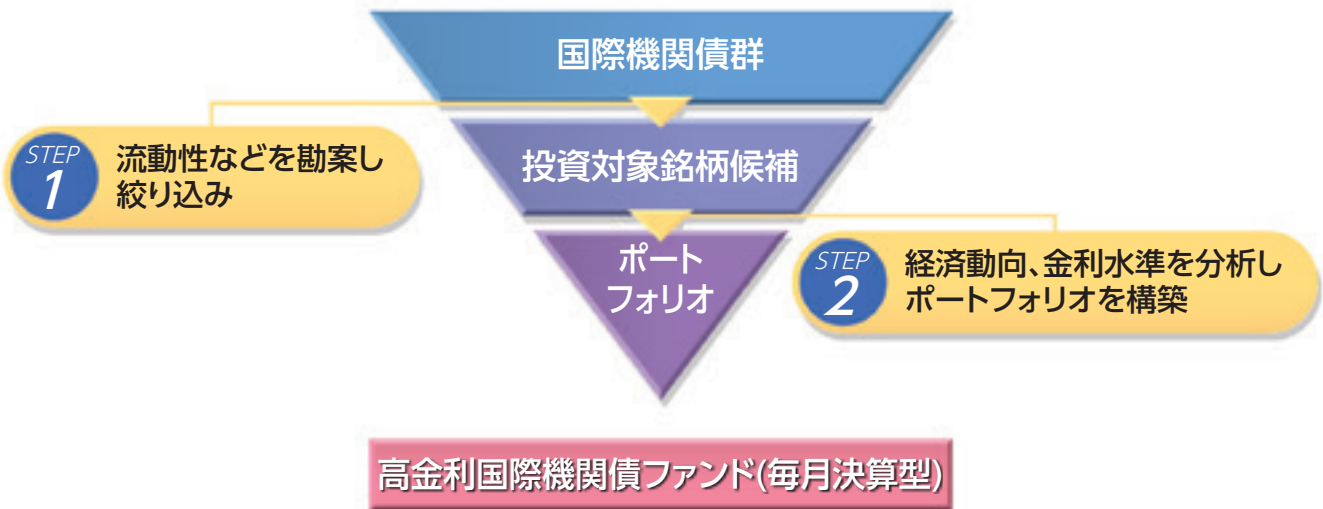 国際機関債群
STEP
1
流動性などを勘案し
絞り込み
投資対象銘柄候補
ポート
フォリオ
STEP
2
経済動向、金利水準を分析し
ポートフォリオを構築
高金利国際機関債ファンド(毎月決算型)